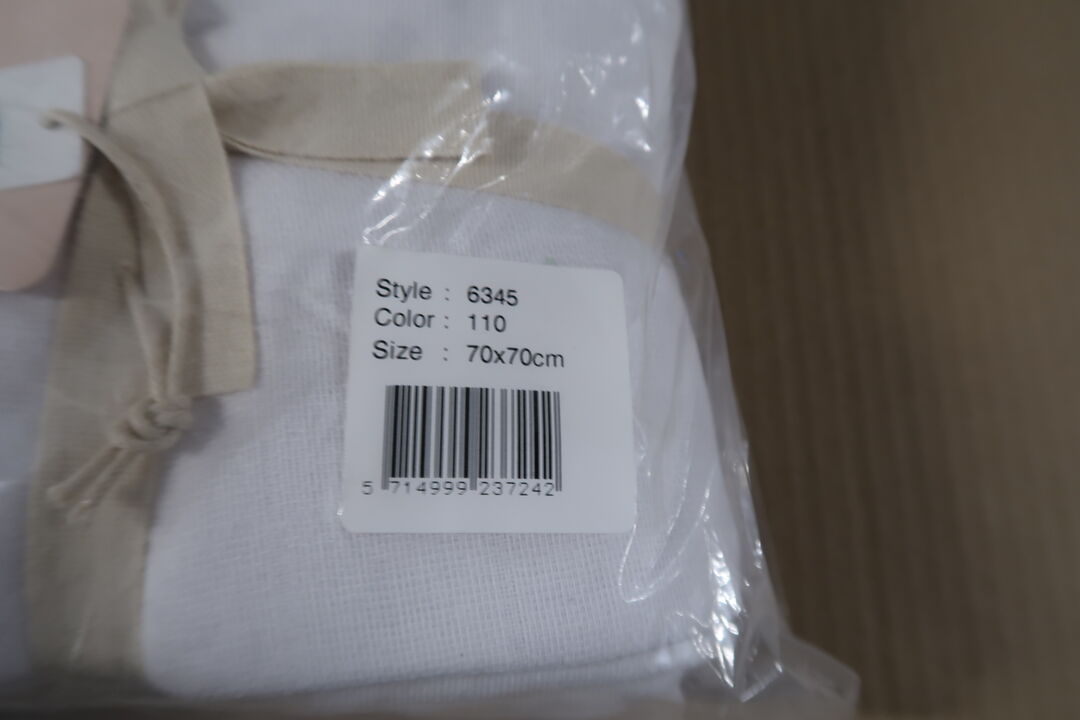 Style : 6345
Color : 110
Size : 70x70cm
5 714999 237242